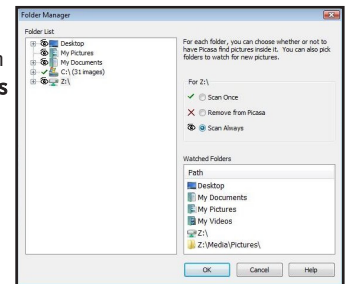 n
s
Folder Manager
Folder List
Desktop
My Pictures
My Documents
C:\ (31 images)
Z:\
For each folder, you can choose whether or not to
have Picasa find pictures inside it. You can also pick
folders to watch for new pictures.
For Z:\
Scan Once
Remove from Picasa
Scan Always
Watched Folders
Path
Desktop
My Documents
My Pictures
My Videos
Z:\
Z:\Media\Pictures\
OK
Cancel
Help